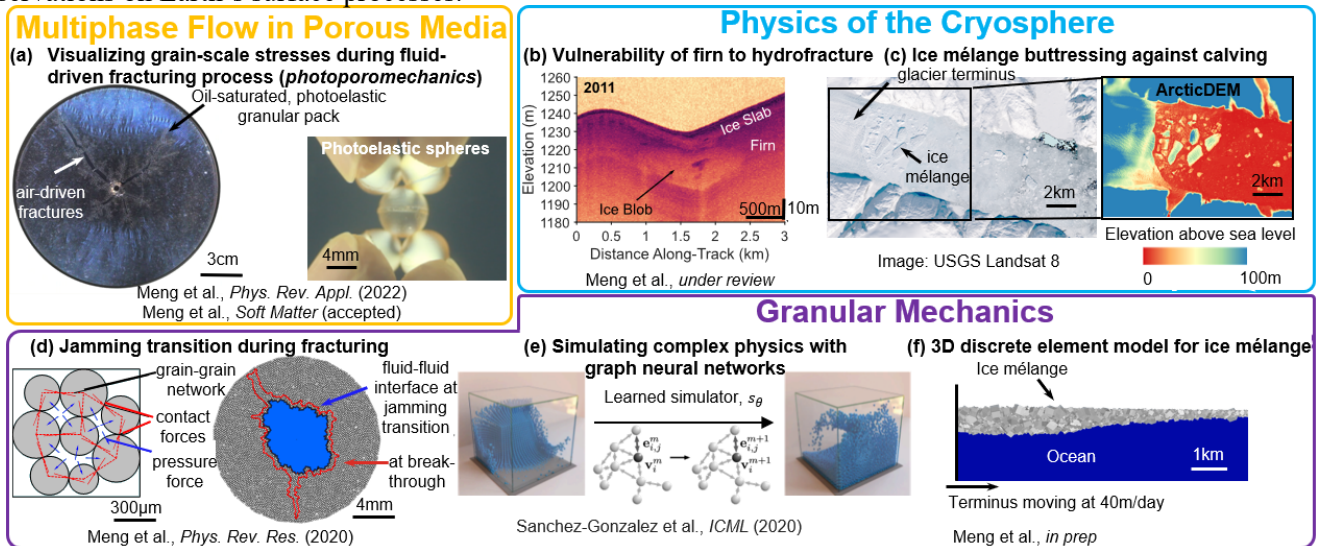 Multiphase Flow in Porous Media
(a) Visualizing grain-scale stresses during fluid-
driven fracturing process (photoporomechanics)
Oil-saturated, photoelastic
granular pack
air-driven
fractures
3cm
Photoelastic spheres
4mm
Meng et al., Phys. Rev. Appl. (2022)
Meng et al., Soft Matter (accepted)
Physics of the Cryosphere
(b) Vulnerability of firn to hydrofracture
2011
Elevation (m)
1260
1250
1240
1230
1220
1210
1200
1190
1180
Ice Slab
Firn
Ice Blob
500m
10m
0 0.5 1 1.5 2 2.5 3
Distance Along-Track (km)
Meng et al., under review
(c) Ice mélange buttressing against calving
glacier terminus
ice
mélange
2km
Image: USGS Landsat 8
ArcticDEM
2km
Elevation above sea level
0 100m
Granular Mechanics
(d) Jamming transition during fracturing
grain-grain
network
contact
forces
pressure
force
300μm
fluid-fluid
interface at
jamming
transition
at break-
through
4mm
Meng et al., Phys. Rev. Res. (2020)
(e) Simulating complex physics with
graph neural networks
Learned simulator, sθ
e i,j m
v i m
e i,j m+1
v i m+1
Sanchez-Gonzalez et al., ICML (2020)
(f) 3D discrete element model for ice mélange
Ice mélange
Ocean
1km
Terminus moving at 40m/day
Meng et al., in prep